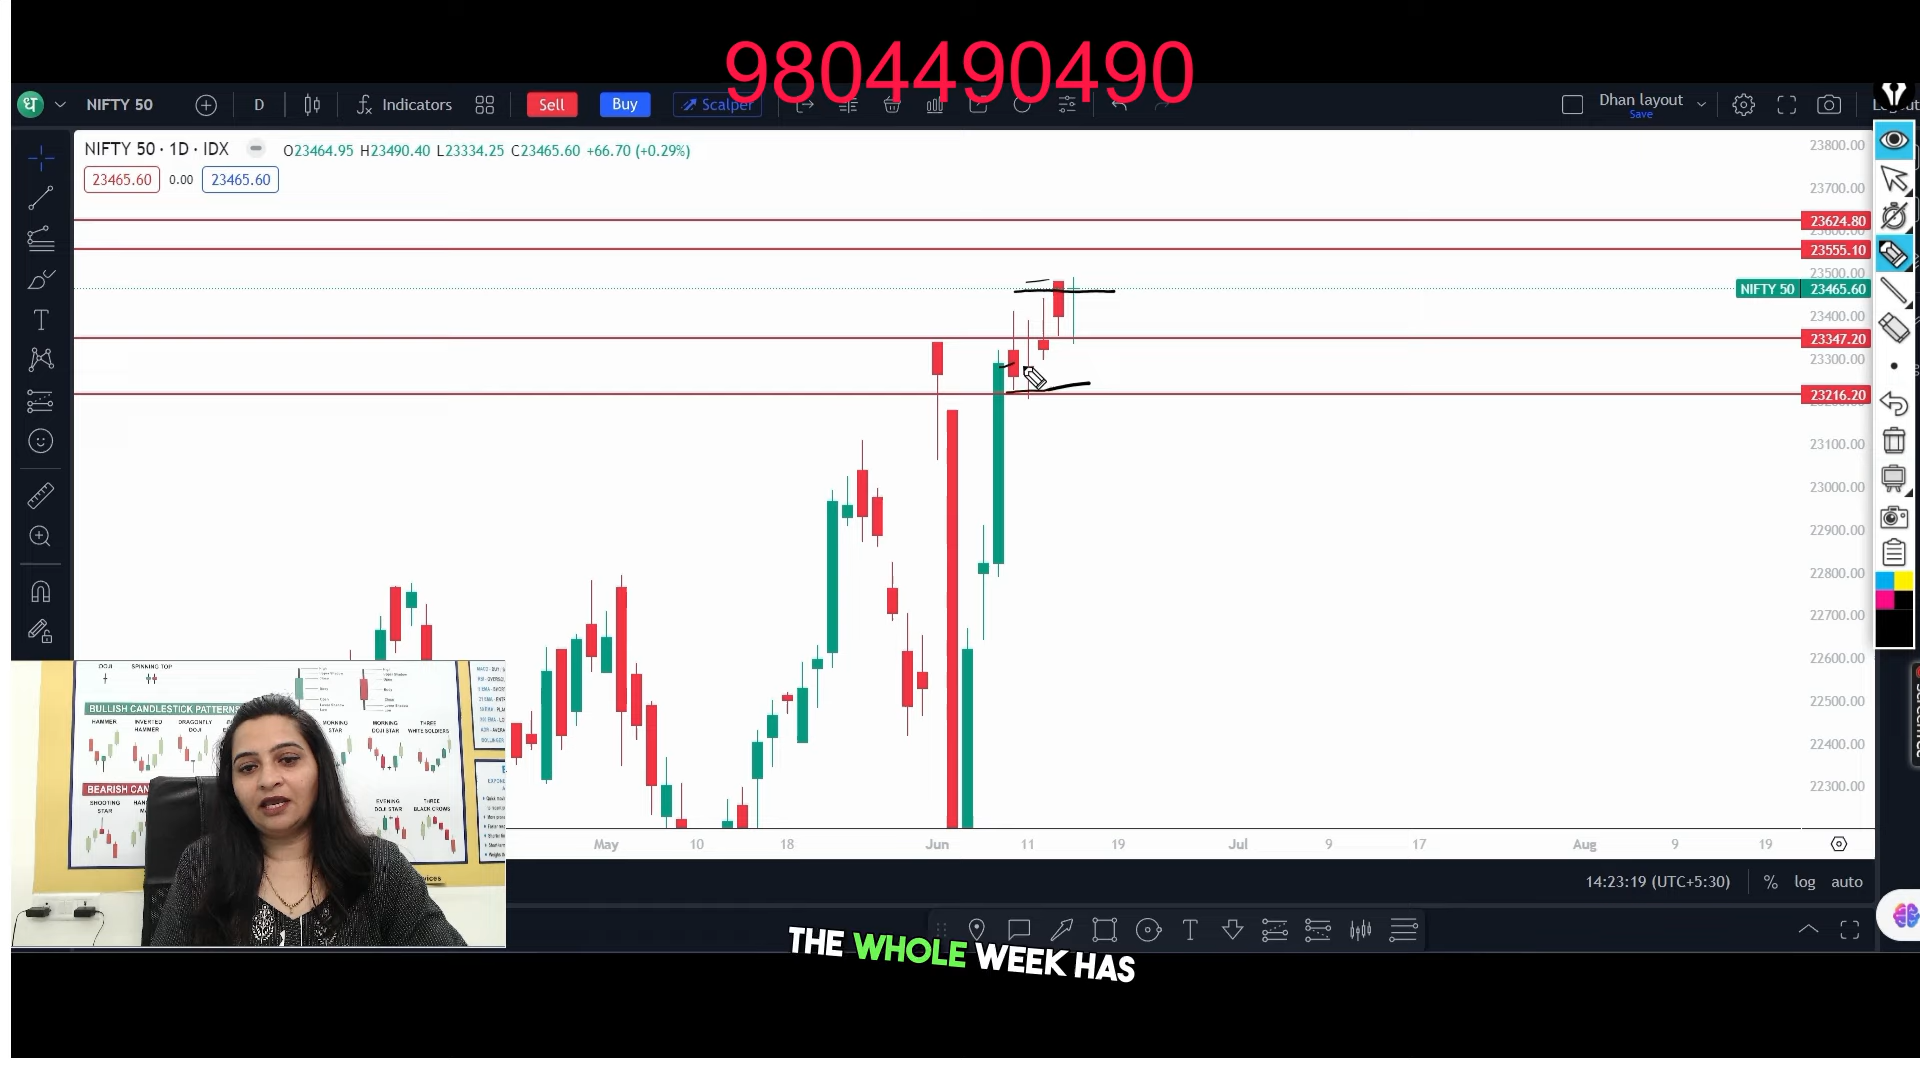 9804490490
NIFTY 50
D
Indicators
Sell
Buy
Scalper
Dhan layout
Save
NIFTY 50 · 1D · IDX
O23464.95 H23490.40 L23334.25 C23465.60 +66.70 (+0.29%)
23465.60
0.00
23465.60
23800.00
23700.00
23624.80
23555.10
23500.00
NIFTY 50
23465.60
23400.00
23347.20
23300.00
23216.20
23100.00
23000.00
22900.00
22800.00
22700.00
22600.00
22500.00
22400.00
22300.00
DOJI
SPINNING TOP
BULLISH CANDLESTICK PATTERNS
HAMMER
INVERTED HAMMER
DRAGONFLY DOJI
MORNING STAR
MORNING DOJI STAR
THREE WHITE SOLDIERS
BEARISH CAN
SHOOTING STAR
EVENING DOJI STAR
THREE BLACK CROWS
May 10 18 Jun 11 19 Jul 9 17 Aug 9 19
14:23:19 (UTC+5:30)
%
log
auto
THE WHOLE WEEK HAS